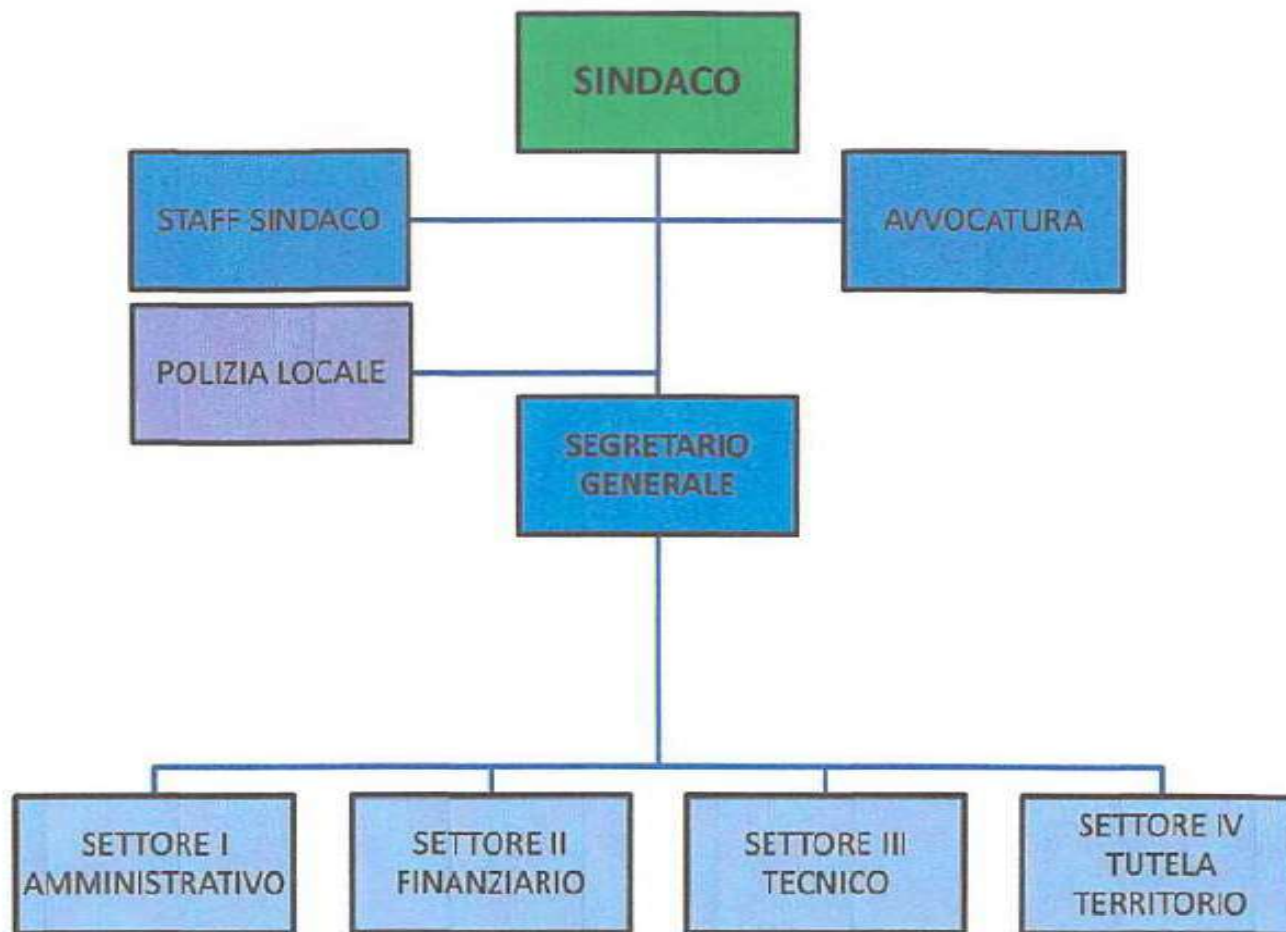 SINDACO
STAFF SINDACO
AVVOCATURA
POLIZIA LOCALE
SEGRETARIO
GENERALE
SETTORE I
AMMINISTRATIVO
SETTORE II
FINANZIARIO
SETTORE III
TECNICO
SETTORE IV
TUTELA
TERRITORIO